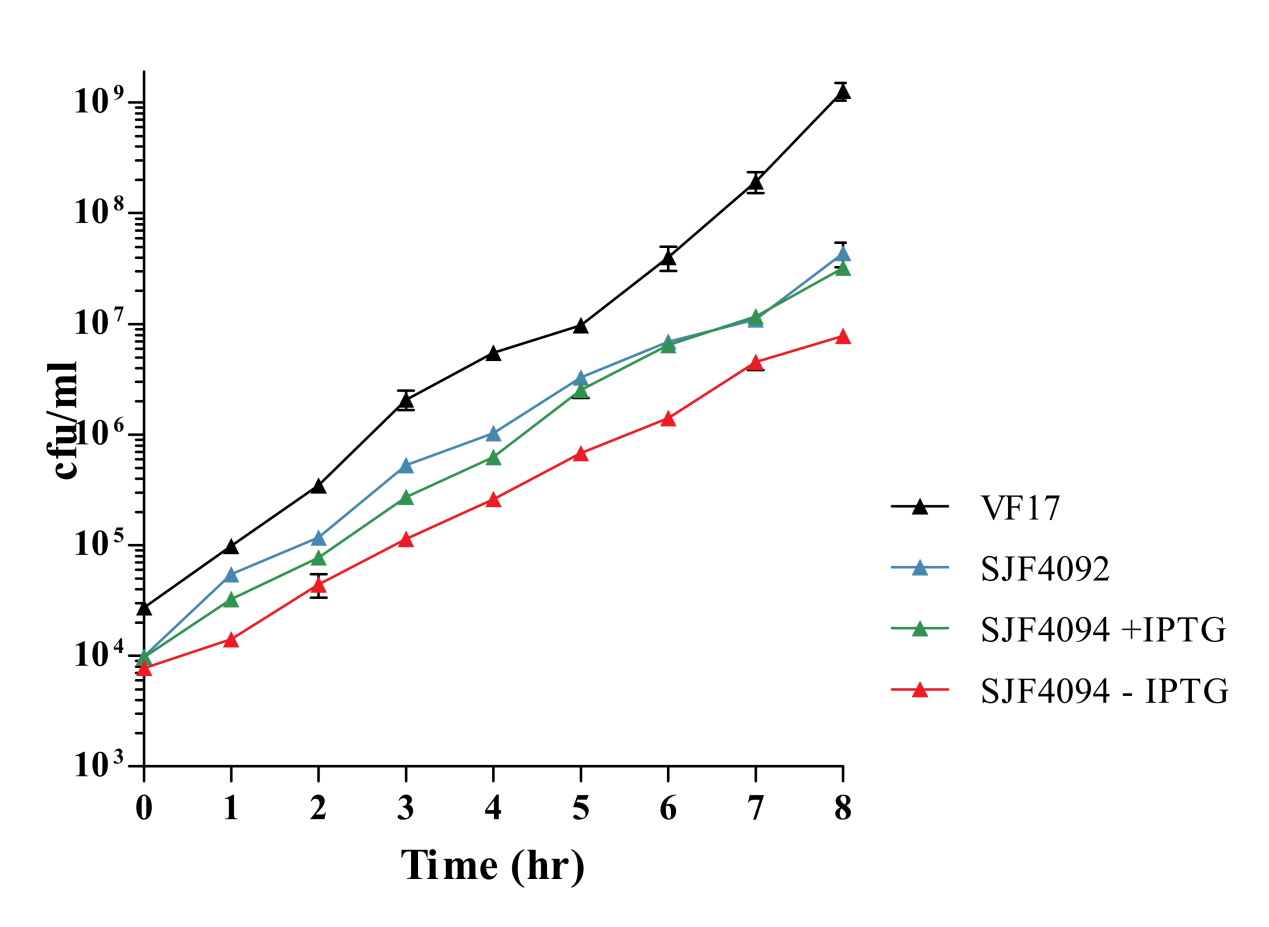 10⁹
10⁸
10⁷
10⁶
10⁵
10⁴
10³
cfu/ml
0 1 2 3 4 5 6 7 8
Time (hr)
VF17
SJF4092
SJF4094 +IPTG
SJF4094 - IPTG